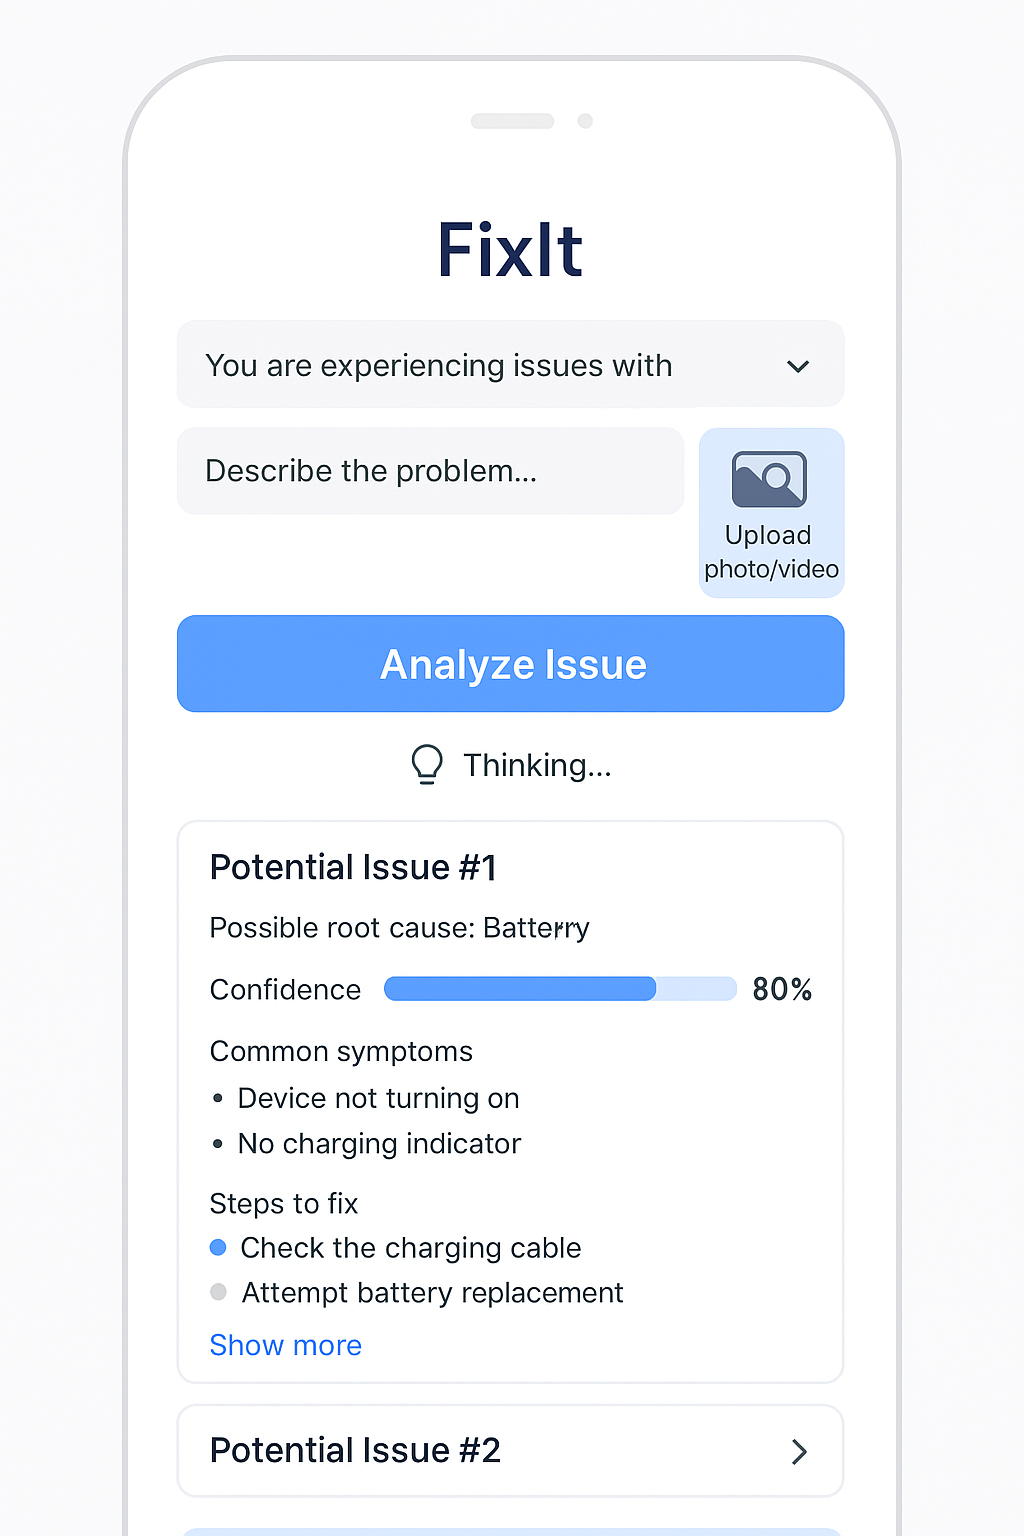 FixIt
You are experiencing issues with
Describe the problem...
Upload
photo/video
Analyze Issue
Thinking...
Potential Issue #1
Possible root cause: Batterry
Confidence 80%
Common symptoms
• Device not turning on
• No charging indicator
Steps to fix
Check the charging cable
Attempt battery replacement
Show more
Potential Issue #2